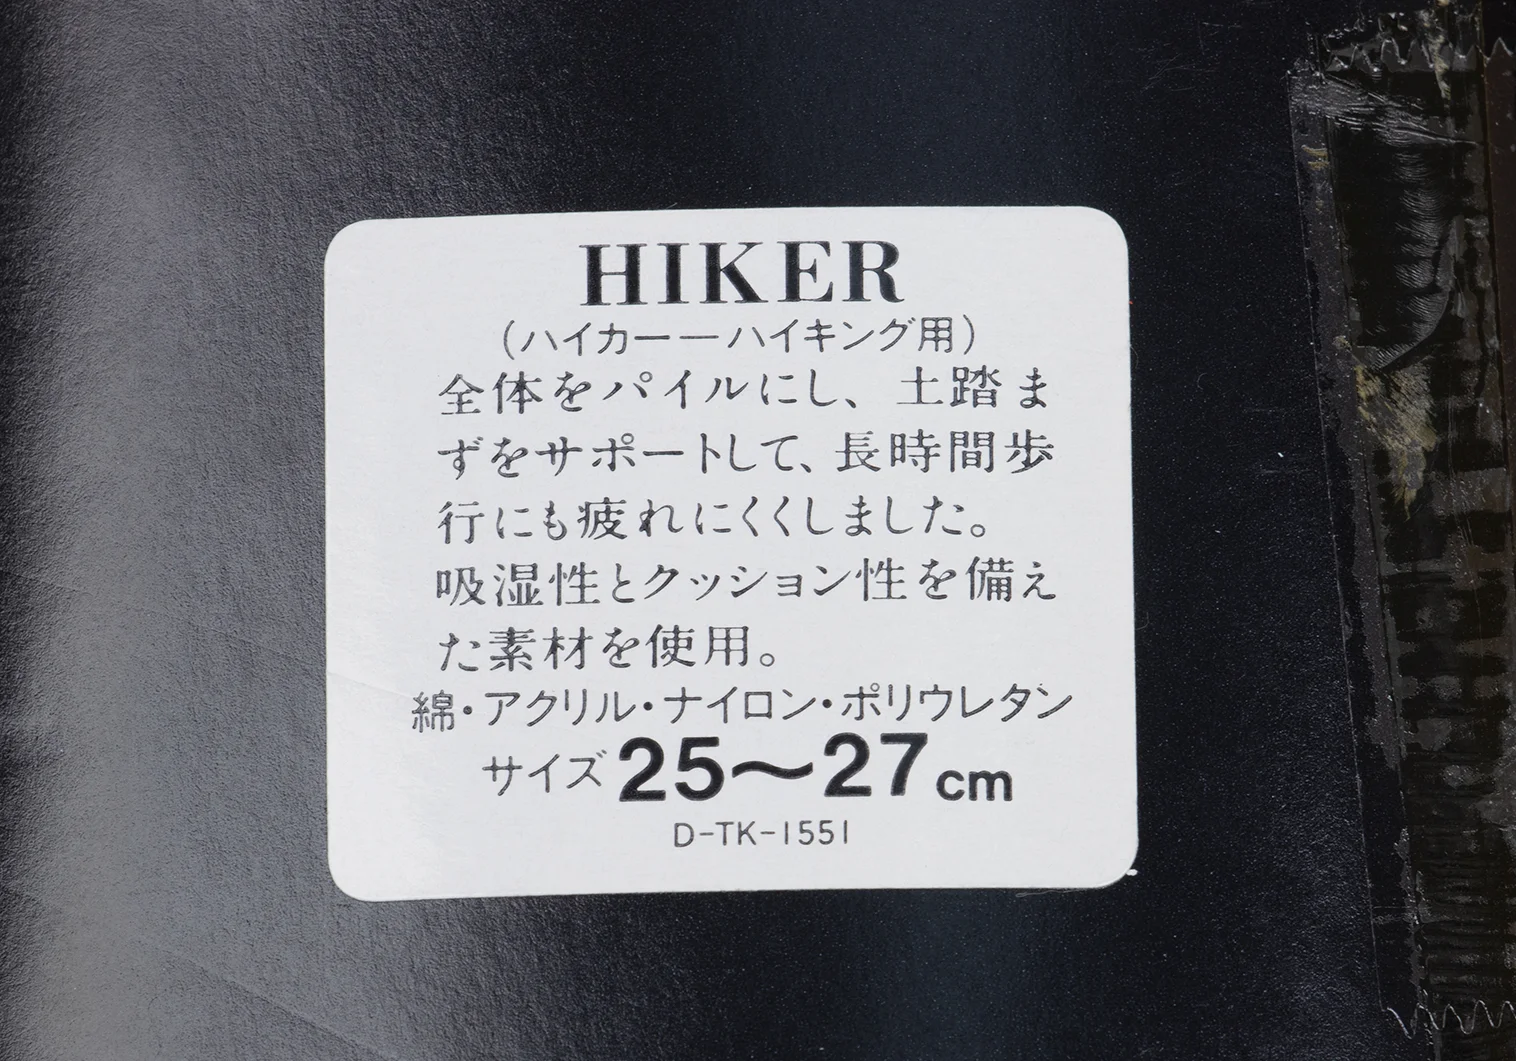 HIKER
(ハイカー―ハイキング用)
全体をパイルにし、土踏ま
ずをサポートして、長時間歩
行にも疲れにくくしました。
吸湿性とクッション性を備え
た素材を使用。
綿・アクリル・ナイロン・ポリウレタン
サイズ25〜27cm
D-TK-1551